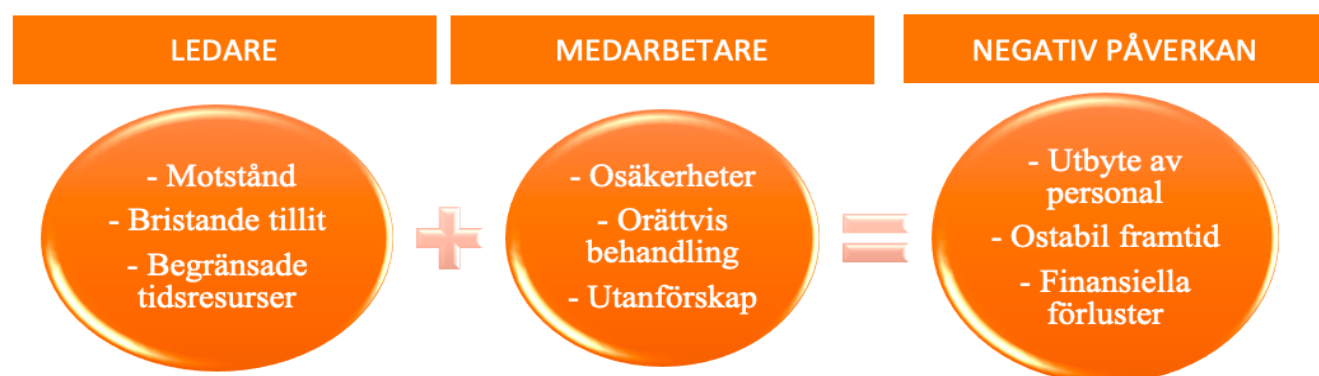 LEDARE
MEDARBETARE
NEGATIV PÅVERKAN
- Motstånd
- Bristande tillit
- Begränsade
tidsresurser
- Osäkerheter
- Orättvis
behandling
- Utanförskap
- Utbyte av
personal
- Ostabil framtid
- Finansiella
förluster